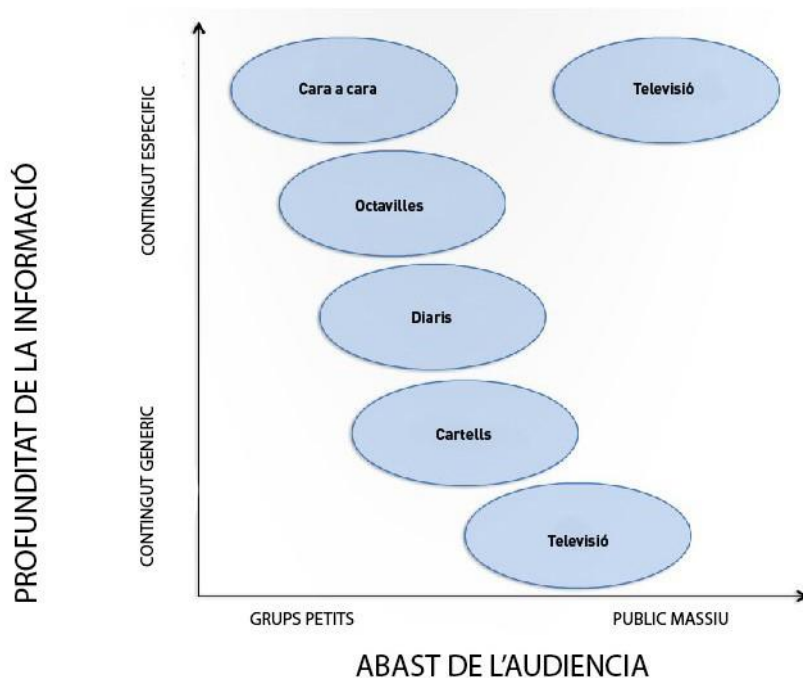 PROFUNDITAT DE LA INFORMACIÓ
CONTINGUT ESPECIFIC
CONTINGUT GENERIC
Cara a cara
Televisió
Octavilles
Diaris
Cartells
Televisió
GRUPS PETITS
PUBLIC MASSIU
ABAST DE L'AUDIENCIA